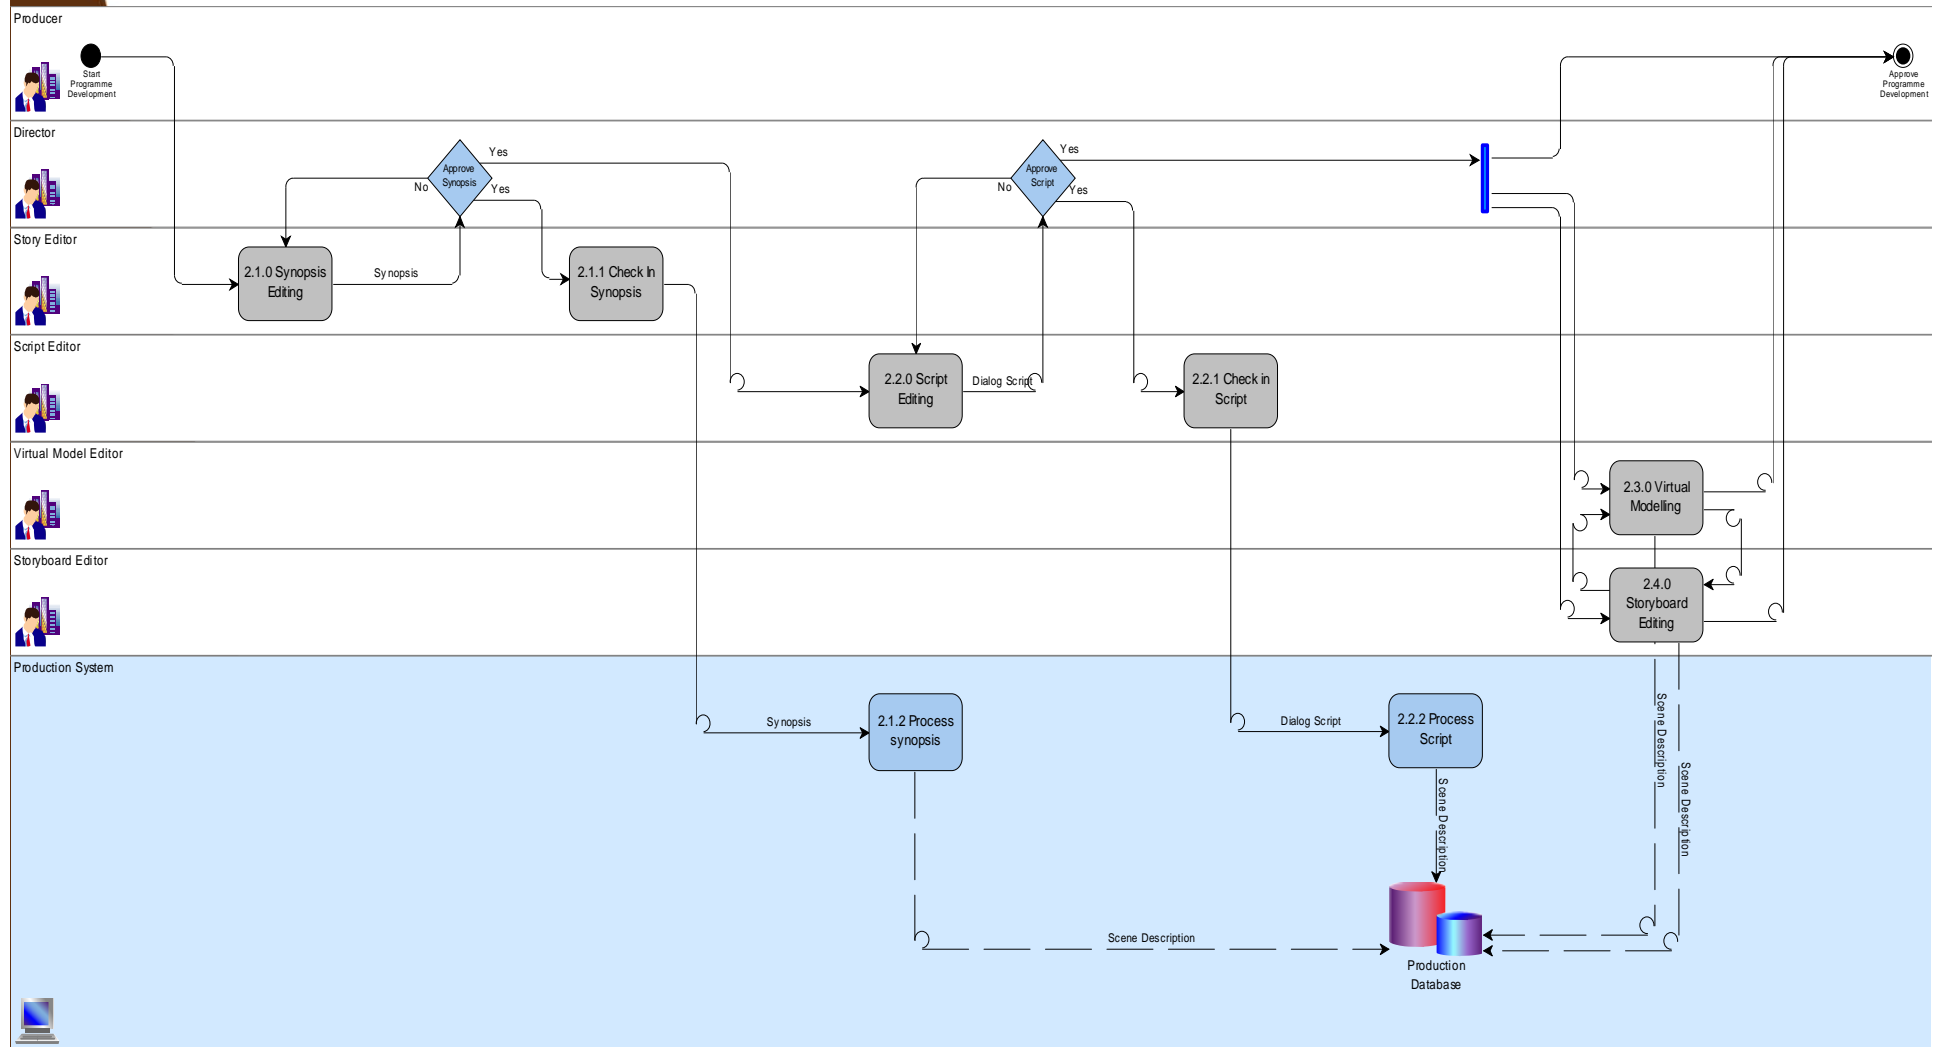 Producer
Start
Programme
Development
Approve
Programme
Development
Director
Approve
Synopsis
Yes
No
Yes
Approve
Script
Yes
No
Yes
Story Editor
2.1.0 Synopsis
Editing
Synopsis
2.1.1 Check In
Synopsis
Script Editor
2.2.0 Script
Editing
Dialog Script
2.2.1 Check in
Script
Virtual Model Editor
2.3.0 Virtual
Modelling
Storyboard Editor
2.4.0
Storyboard
Editing
Production System
Synopsis
2.1.2 Process
synopsis
Dialog Script
2.2.2 Process
Script
Scene Description
Scene Description
Scene Description
Scene Description
Production
Database